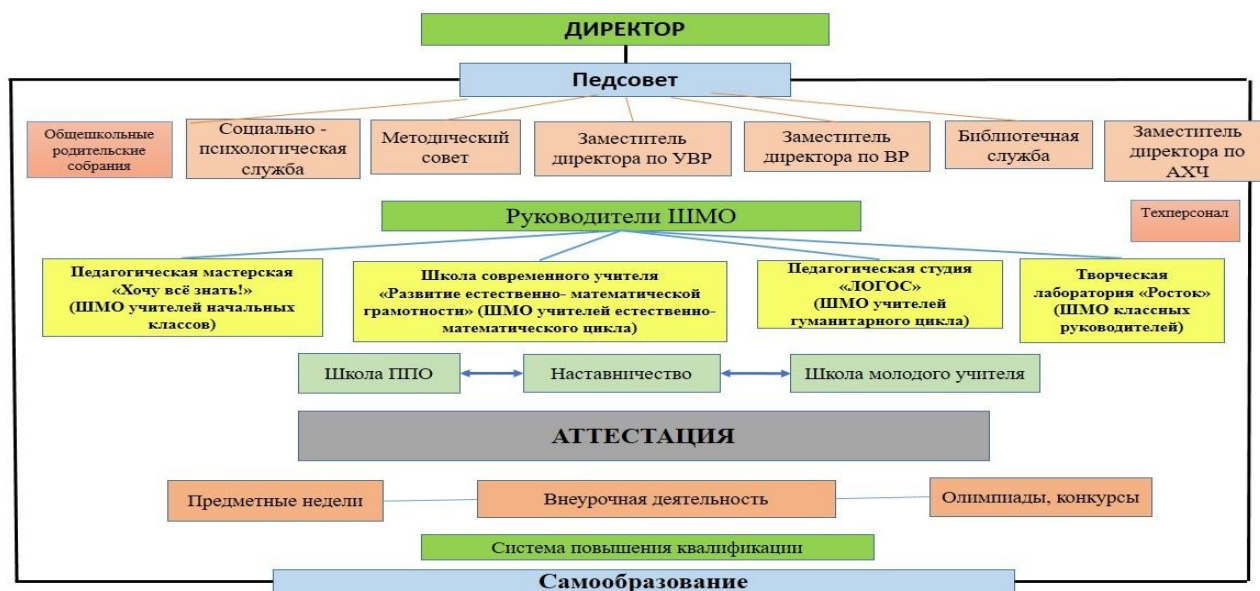 ДИРЕКТОР
Педсовет
Общешкольные
родительские
собрания
Социально -
психологическая
служба
Методический
совет
Заместитель
директора по УВР
Заместитель
директора по ВР
Библиотечная
служба
Заместитель
директора по
АХЧ
Руководители ШМО
Техперсонал
Педагогическая мастерская
«Хочу всё знать!»
(ШМО учителей начальных
классов)
Школа современного учителя
«Развитие естественно- математической
грамотности» (ШМО учителей естественно-
математического цикла)
Педагогическая студия
«ЛОГОС»
(ШМО учителей
гуманитарного цикла)
Творческая
лаборатория «Росток»
(ШМО классных
руководителей)
Школа ППО
Наставничество
Школа молодого учителя
АТТЕСТАЦИЯ
Предметные недели
Внеурочная деятельность
Олимпиады, конкурсы
Система повышения квалификации
Самообразование